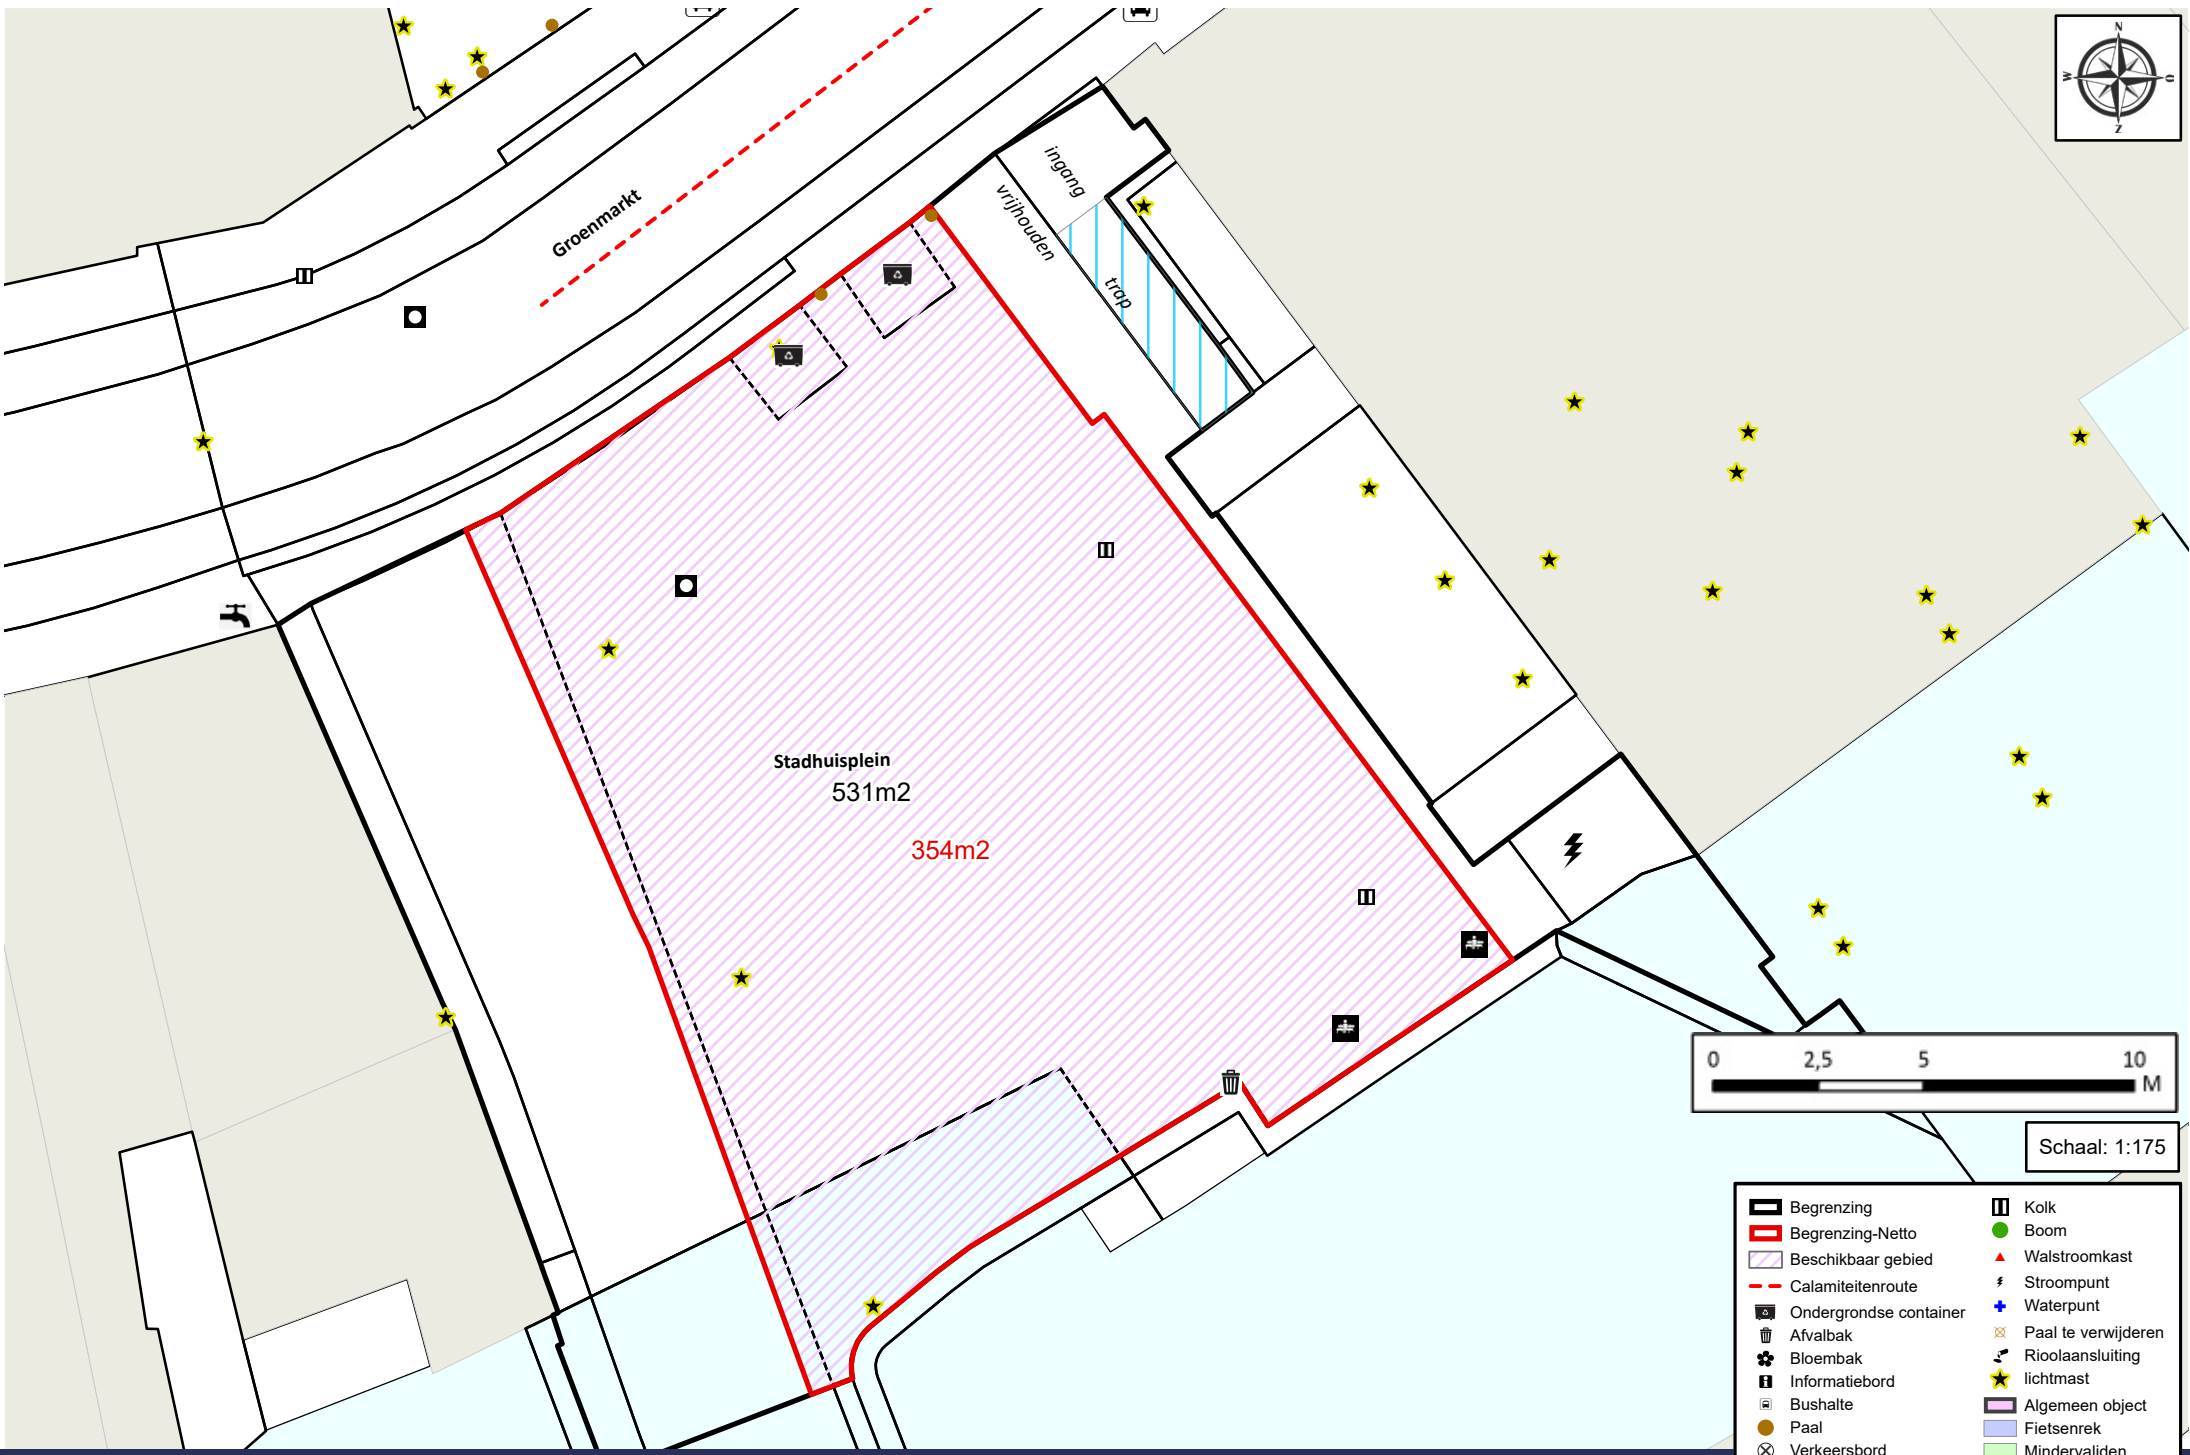 N
W
O
Z
Groenmarkt
ingang
vrijhouden
trap
Stadhuisplein
531m2
354m2
0 2,5 5 10
M
Schaal: 1:175
Begrenzing
Begrenzing-Netto
Beschikbaar gebied
Calamiteitenroute
Ondergrondse container
Afvalbak
Bloembak
Informatiebord
Bushalte
Paal
Verkeersbord
Kolk
Boom
Walstroomkast
Stroompunt
Waterpunt
Paal te verwijderen
Rioolaansluiting
lichtmast
Algemeen object
Fietsenrek
Mindervaliden